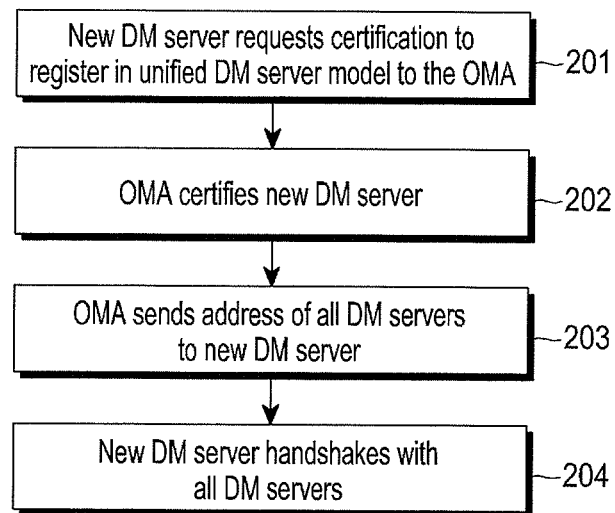 New DM server requests certification to
register in unified DM server model to the OMA
201
OMA certifies new DM server
202
OMA sends address of all DM servers
to new DM server
203
New DM server handshakes with
all DM servers
204